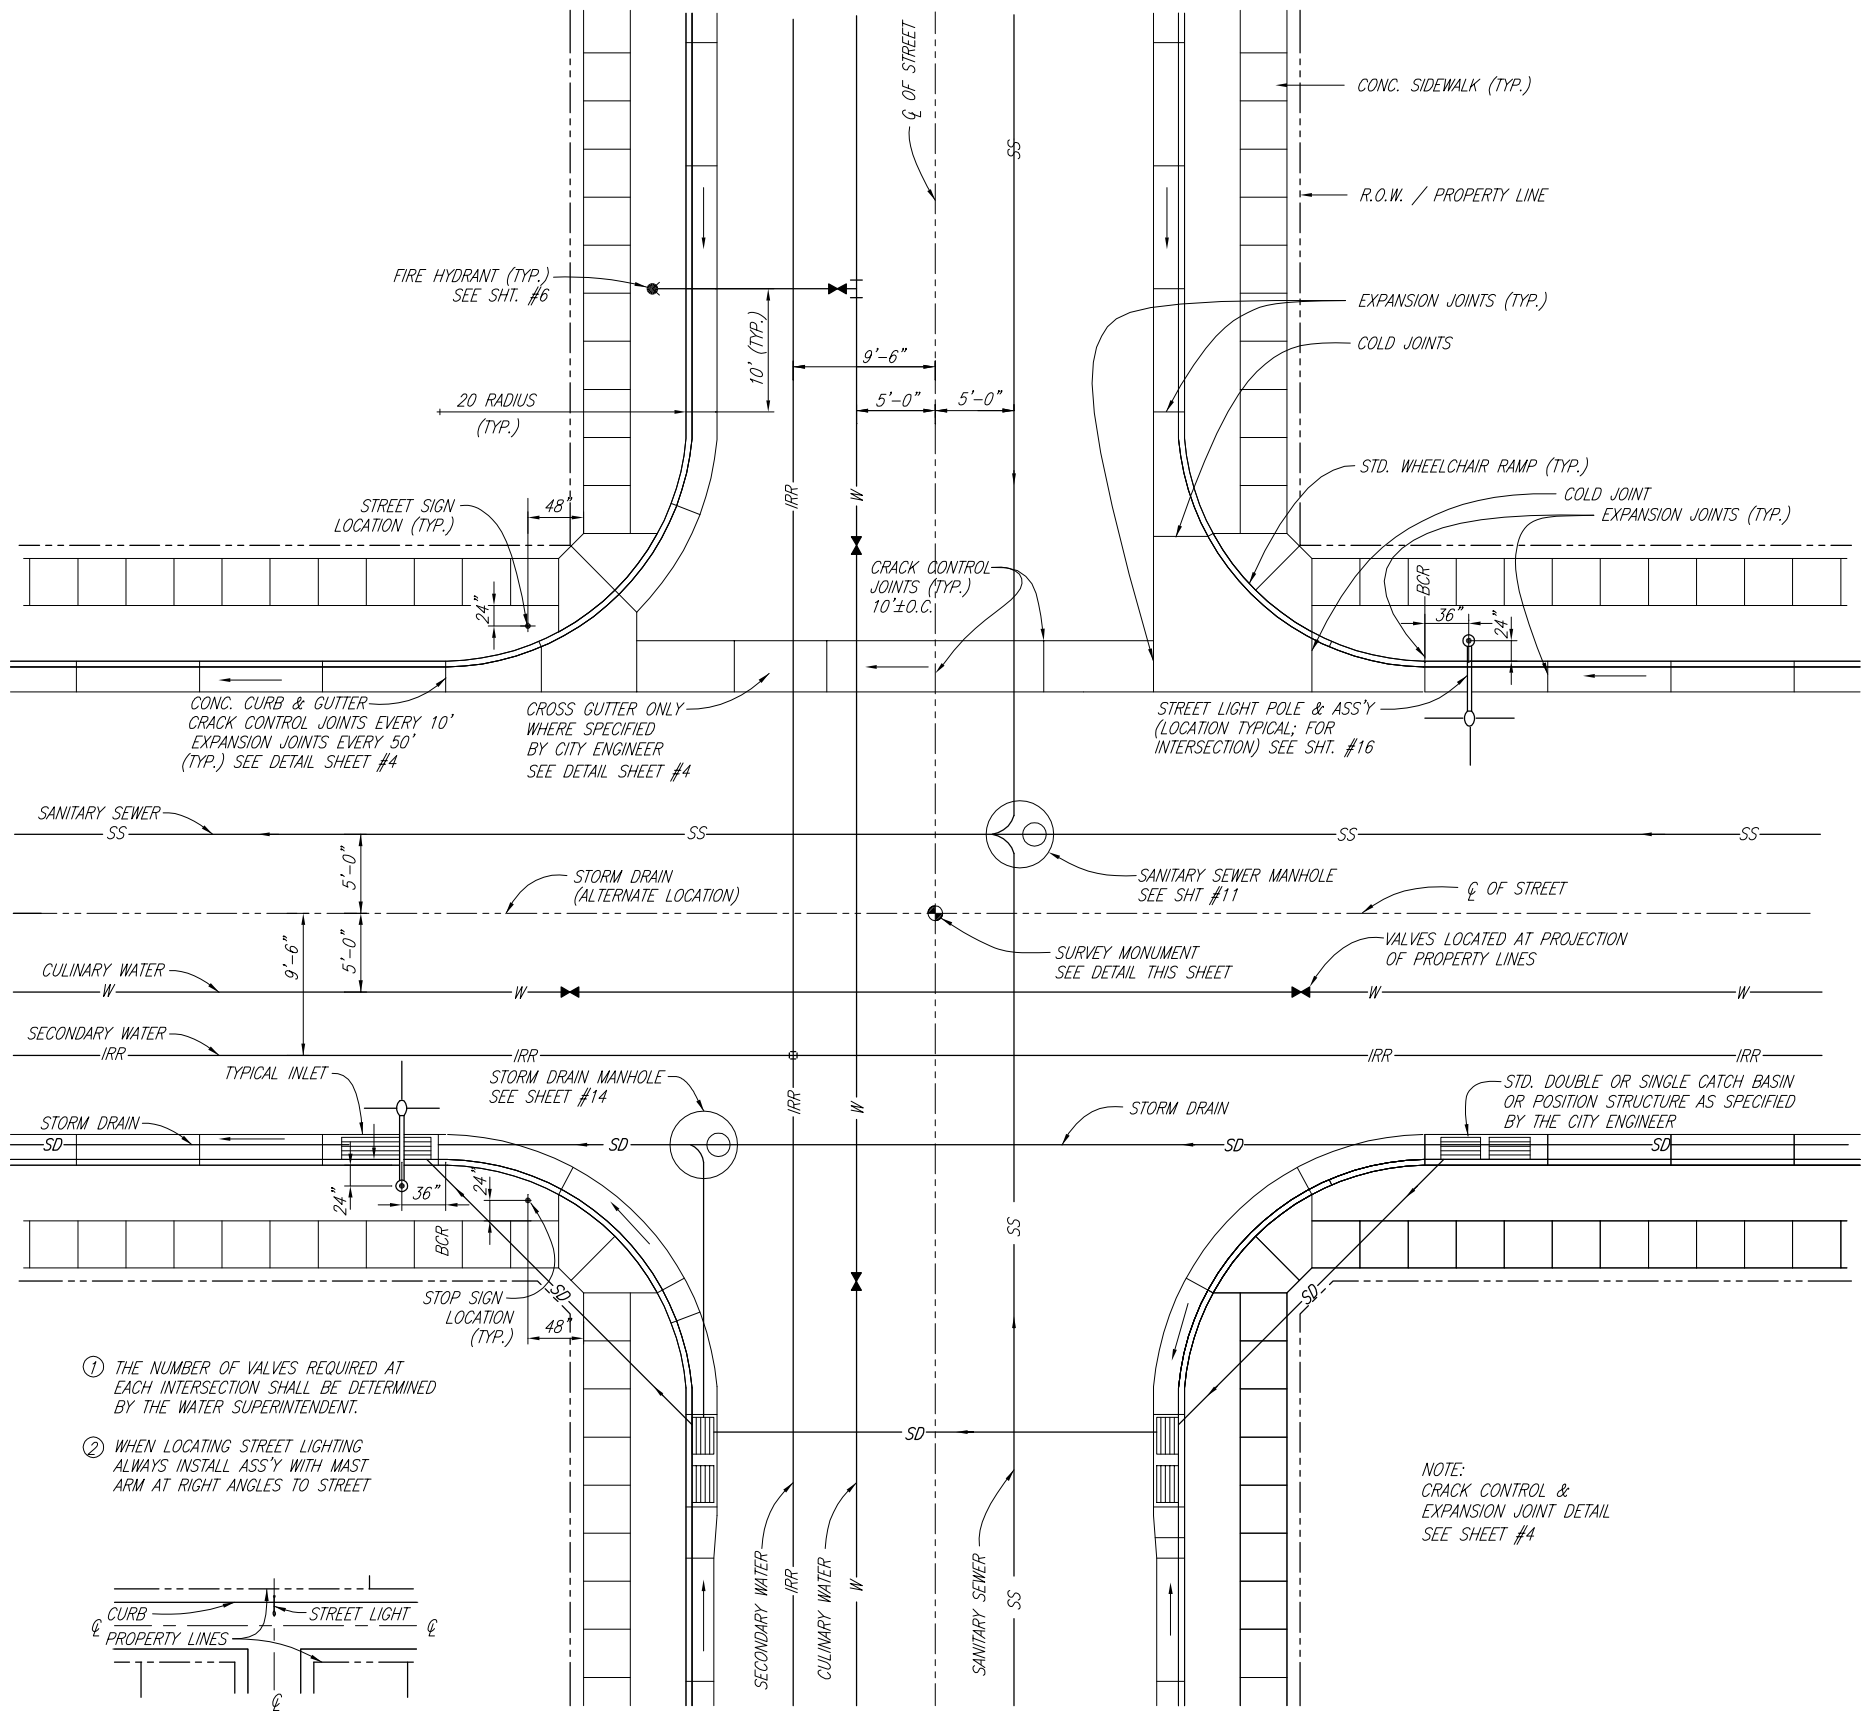 ℄ OF STREET
CONC. SIDEWALK (TYP.)
SS
R.O.W. / PROPERTY LINE
FIRE HYDRANT (TYP.)
SEE SHT. #6
EXPANSION JOINTS (TYP.)
10' (TYP.)
COLD JOINTS
9'-6"
20 RADIUS
(TYP.)
5'-0"
5'-0"
STD. WHEELCHAIR RAMP (TYP.)
IRR
W
COLD JOINT
EXPANSION JOINTS (TYP.)
STREET SIGN
LOCATION (TYP.)
48"
CRACK CONTROL
JOINTS (TYP.)
10'±O.C.
BCR
24"
36"
24"
CONC. CURB & GUTTER
CRACK CONTROL JOINTS EVERY 10'
EXPANSION JOINTS EVERY 50'
(TYP.) SEE DETAIL SHEET #4
CROSS GUTTER ONLY
WHERE SPECIFIED
BY CITY ENGINEER
SEE DETAIL SHEET #4
STREET LIGHT POLE & ASS'Y
(LOCATION TYPICAL; FOR
INTERSECTION) SEE SHT. #16
SANITARY SEWER
SS
SS
SS
SS
5'-0"
STORM DRAIN
(ALTERNATE LOCATION)
SANITARY SEWER MANHOLE
SEE SHT #11
℄ OF STREET
9'-6"
5'-0"
SURVEY MONUMENT
SEE DETAIL THIS SHEET
VALVES LOCATED AT PROJECTION
OF PROPERTY LINES
CULINARY WATER
W
W
W
W
SECONDARY WATER
IRR
IRR
IRR
IRR
TYPICAL INLET
STORM DRAIN MANHOLE
SEE SHEET #14
IRR
W
STORM DRAIN
STD. DOUBLE OR SINGLE CATCH BASIN
OR POSITION STRUCTURE AS SPECIFIED
BY THE CITY ENGINEER
STORM DRAIN
SD
SD
SD
SD
24"
36"
24"
BCR
SS
STOP SIGN
LOCATION
(TYP.)
48"
SD
SD
1 THE NUMBER OF VALVES REQUIRED AT
EACH INTERSECTION SHALL BE DETERMINED
BY THE WATER SUPERINTENDENT.
2 WHEN LOCATING STREET LIGHTING
ALWAYS INSTALL ASS'Y WITH MAST
ARM AT RIGHT ANGLES TO STREET
SD
NOTE:
CRACK CONTROL &
EXPANSION JOINT DETAIL
SEE SHEET #4
SECONDARY WATER
IRR
CULINARY WATER
W
SANITARY SEWER
SS
CURB
STREET LIGHT
℄
℄
PROPERTY LINES
℄